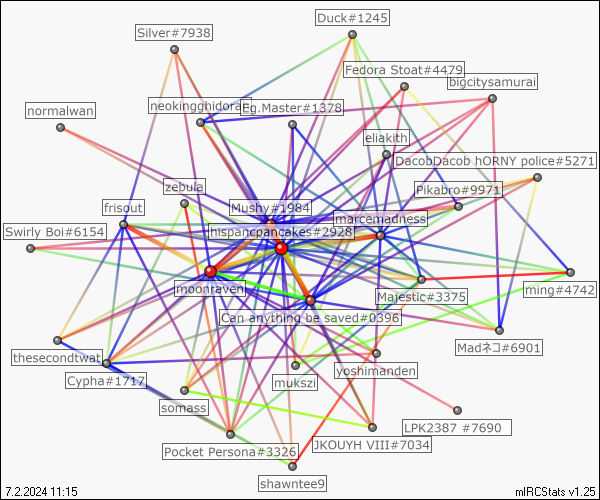 Duck#1245
Silver#7938
Fedora Stoat#4479
bigcitysamurai
normalwan
neokingghidora
Eg.Master#1378
eliakith
DacobDacob hORNY police#5271
zebula
Pikabro#9971
frisout
Mushy#1984
marcemadness
Swirly Boi#6154
hispancpancakes#2928
moonraven
Majestic#3375
ming#4742
Can anything be saved#0396
thesecondtwat
Madネコ#6901
Cypha#1717
yoshimanden
mukszi
somass
LPK2387 #7690
Pocket Persona#3326
JKOUYH VIII#7034
shawntee9
7.2.2024 11:15
mIRCStats v1.25